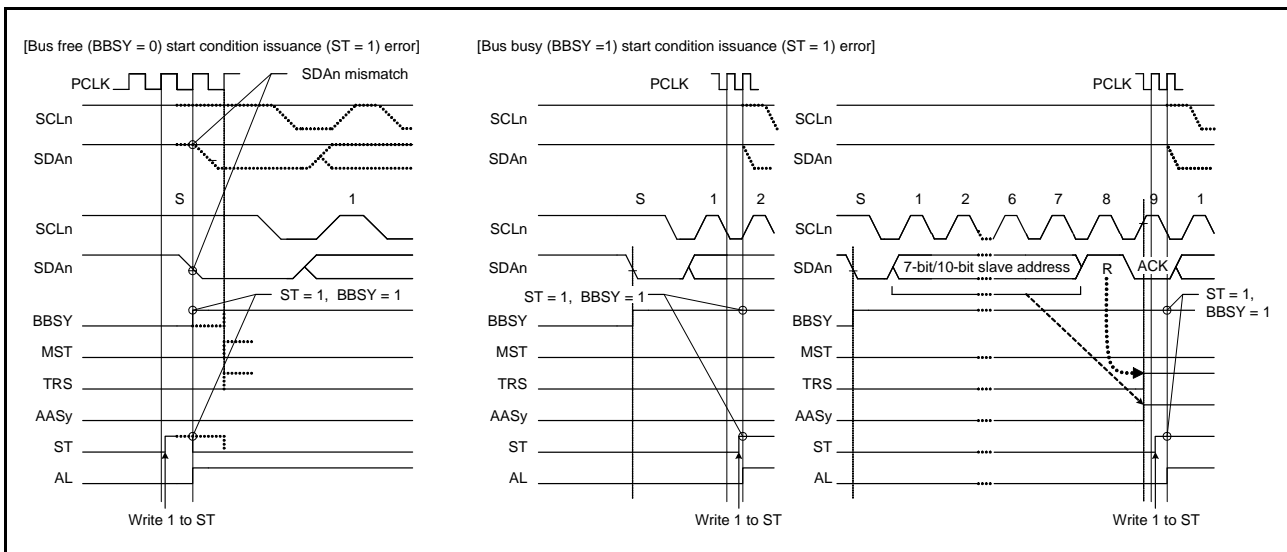 [Bus free (BBSY = 0) start condition issuance (ST = 1) error]
[Bus busy (BBSY =1) start condition issuance (ST = 1) error]
SDAn mismatch
PCLK
PCLK
PCLK
SCLn
SCLn
SCLn
SDAn
SDAn
SDAn
S 1
S 1 2
S 1 2 6 7 8 9 1
SCLn
SCLn
SCLn
SDAn
SDAn
SDAn
7-bit/10-bit slave address
R
ACK
ST = 1, BBSY = 1
ST = 1, BBSY = 1
ST = 1,
BBSY = 1
BBSY
BBSY
BBSY
MST
MST
MST
TRS
TRS
TRS
AASy
AASy
AASy
ST
ST
ST
AL
AL
AL
Write 1 to ST
Write 1 to ST
Write 1 to ST